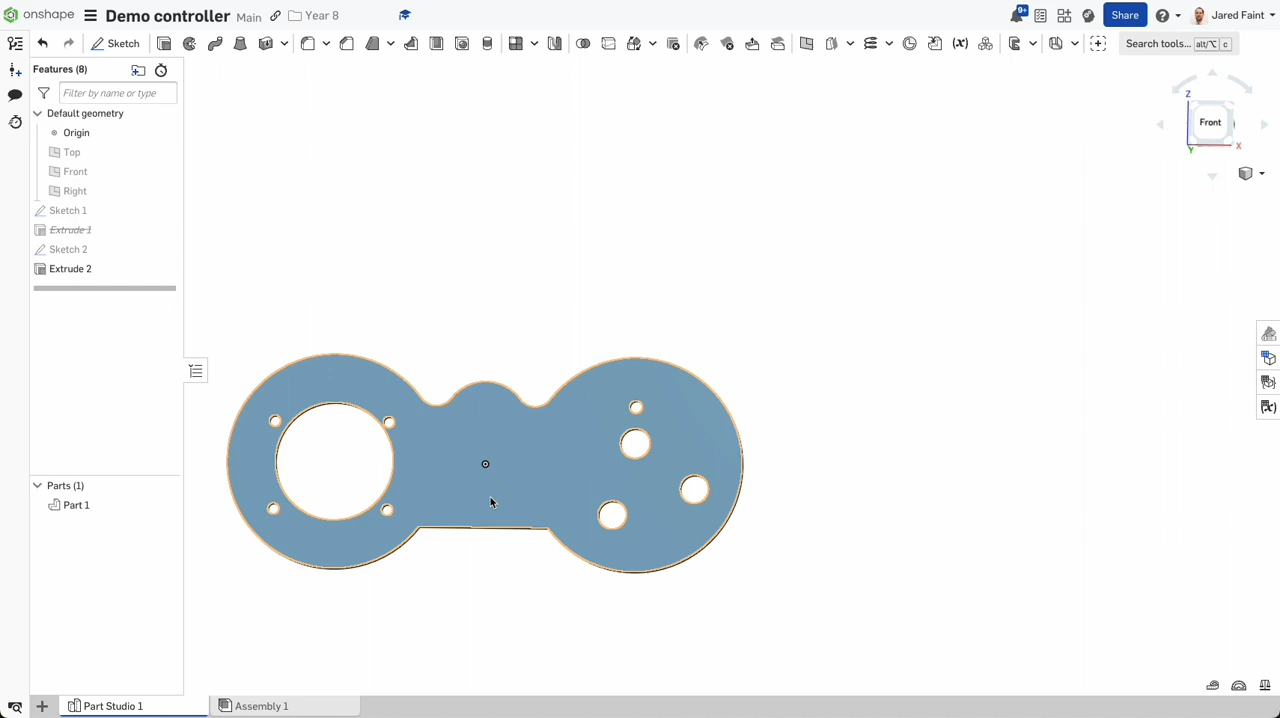 onshape
Demo controller Main Year 8
9+
Share
Jared Faint
Sketch
(x)
Search tools... alt/⌥ c
Features (8)
Filter by name or type
Default geometry
Origin
Top
Front
Right
Sketch 1
Extrude 1
Sketch 2
Extrude 2
Parts (1)
Part 1
Z
Front
X
Y
(x)
Part Studio 1
Assembly 1